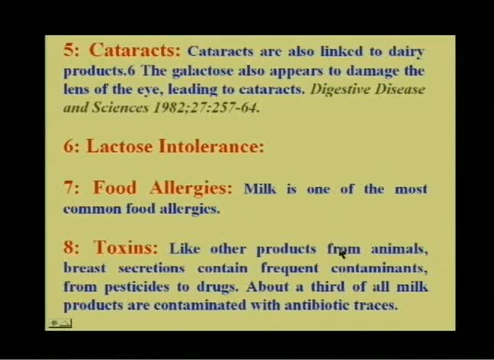 5: Cataracts: Cataracts are also linked to dairy
products.6 The galactose also appears to damage the
lens of the eye, leading to cataracts. Digestive Disease
and Sciences 1982;27:257-64.
6: Lactose Intolerance:
7: Food Allergies: Milk is one of the most
common food allergies.
8: Toxins: Like other products from animals,
breast secretions contain frequent contaminants,
from pesticides to drugs. About a third of all milk
products are contaminated with antibiotic traces.